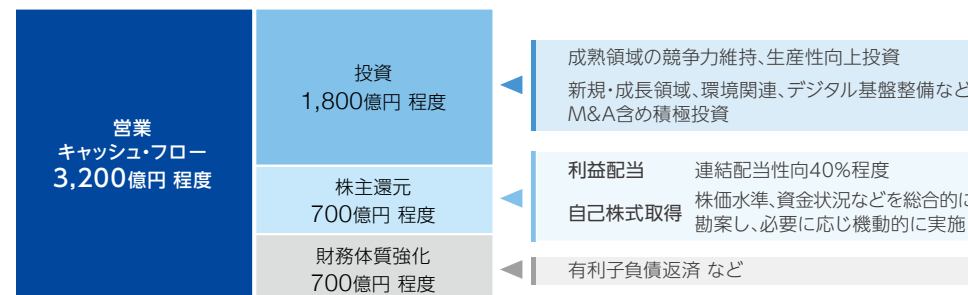 営業
キャッシュ・フロー
3,200億円 程度
投資
1,800億円 程度
株主還元
700億円 程度
財務体質強化
700億円 程度
成熟領域の競争力維持、生産性向上投資
新規・成長領域、環境関連、デジタル基盤整備など
M&A含め積極投資
利益配当 連結配当性向40%程度
自己株式取得 株価水準、資金状況などを総合的に
勘案し、必要に応じ機動的に実施
有利子負債返済 など